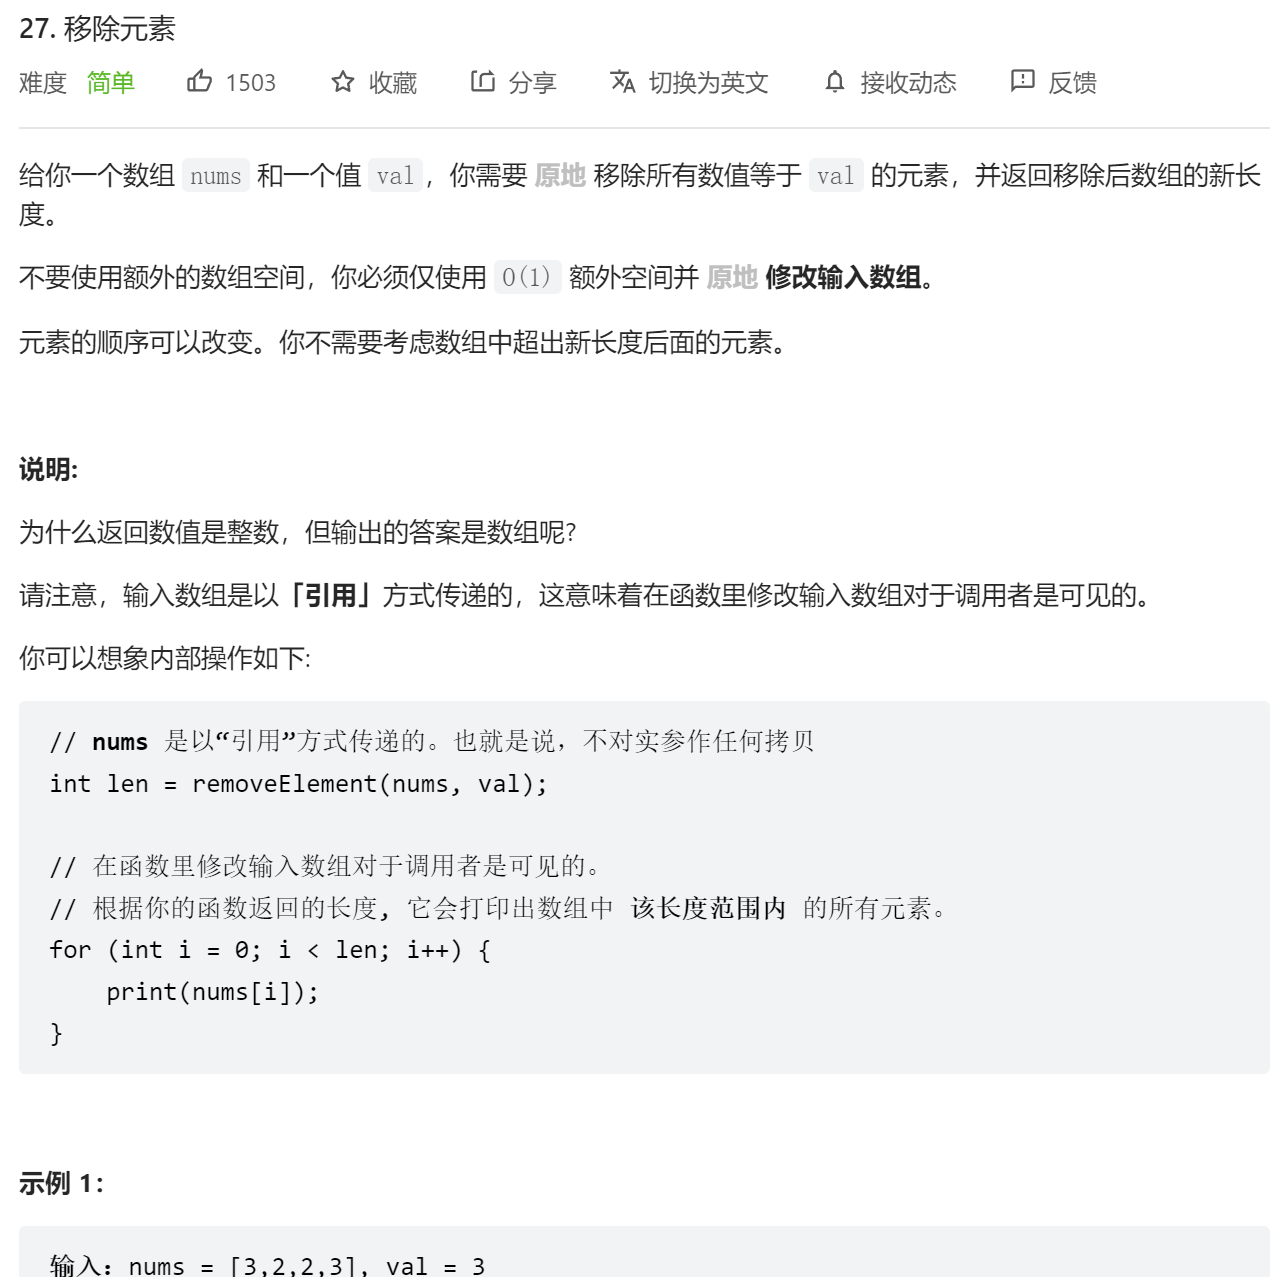 27. 移除元素
难度 简单 1503 收藏 分享 切换为英文 接收动态 反馈
给你一个数组 nums 和一个值 val，你需要 原地 移除所有数值等于 val 的元素，并返回移除后数组的新长
度。
不要使用额外的数组空间，你必须仅使用 O(1) 额外空间并 原地 修改输入数组。
元素的顺序可以改变。你不需要考虑数组中超出新长度后面的元素。
说明:
为什么返回数值是整数，但输出的答案是数组呢?
请注意，输入数组是以「引用」方式传递的，这意味着在函数里修改输入数组对于调用者是可见的。
你可以想象内部操作如下:
// nums 是以“引用”方式传递的。也就是说，不对实参作任何拷贝
int len = removeElement(nums, val);
// 在函数里修改输入数组对于调用者是可见的。
// 根据你的函数返回的长度, 它会打印出数组中 该长度范围内 的所有元素。
for (int i = 0; i < len; i++) {
    print(nums[i]);
}
示例 1：
输入：nums = [3,2,2,3], val = 3